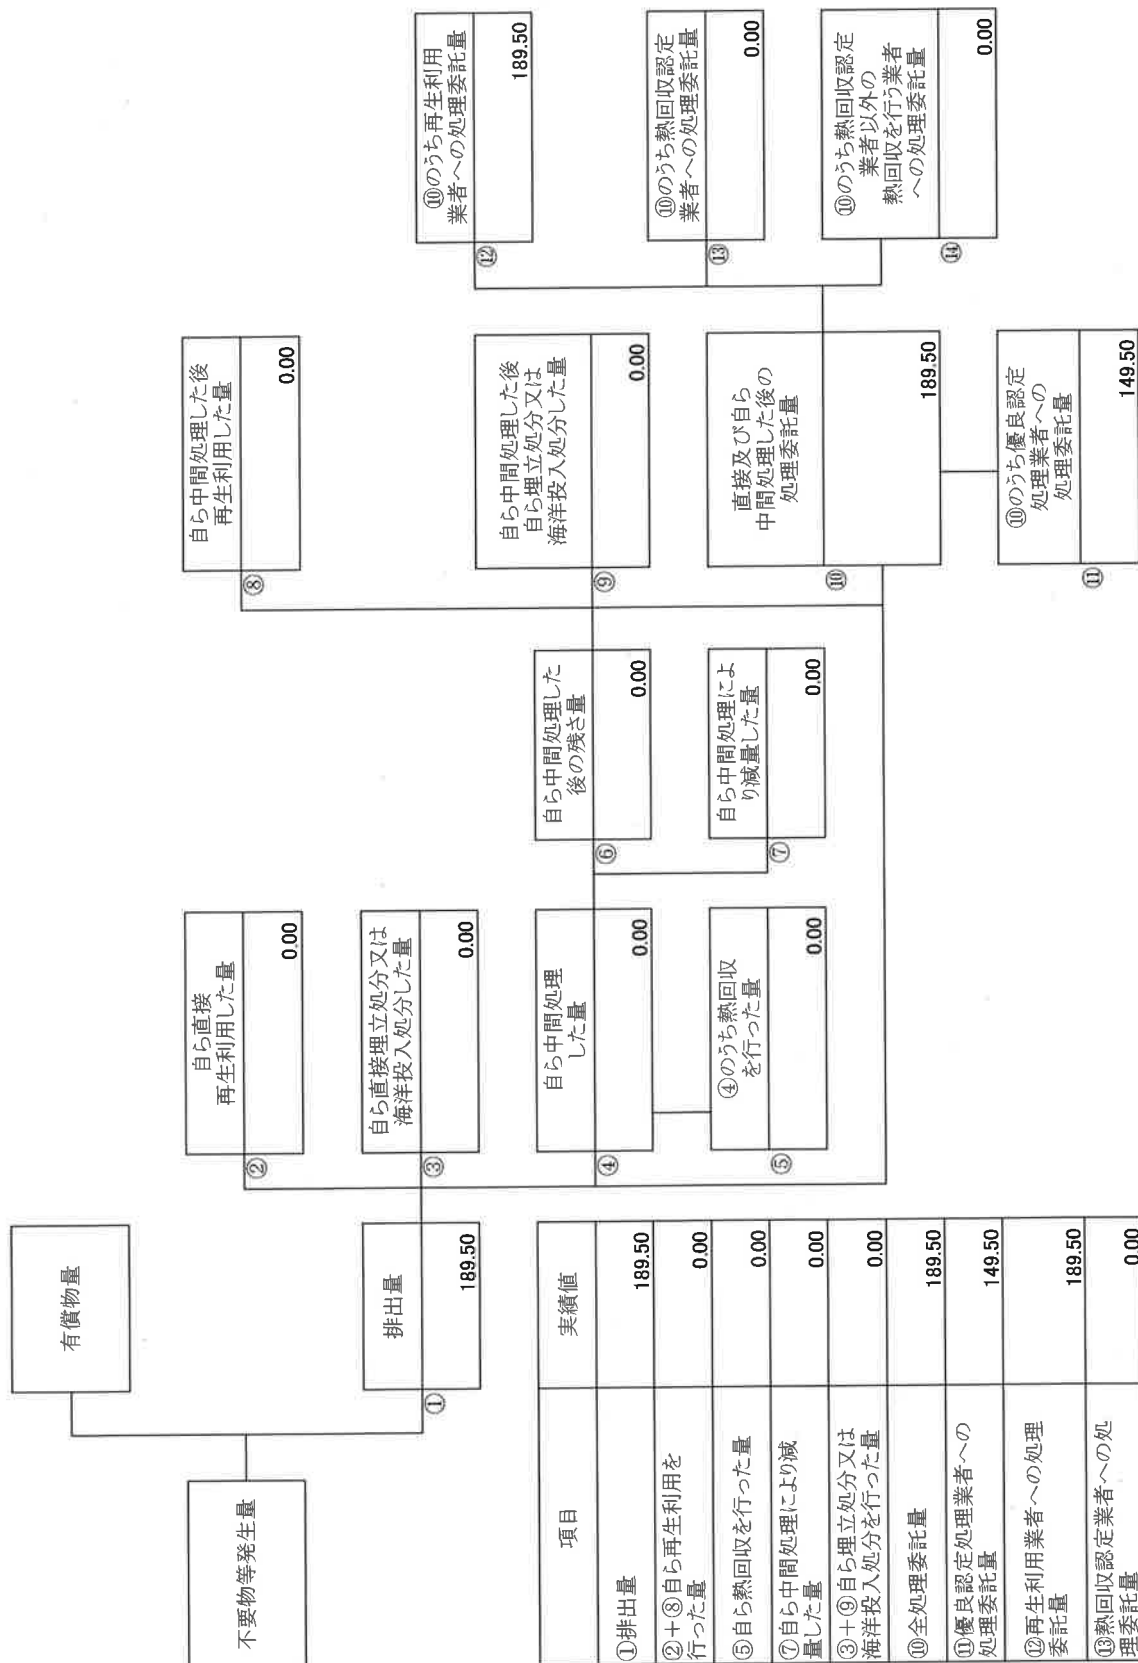 不要物等発生量
有償物量
排出量
①
189.50
自ら直接
再生利用した量
②
0.00
自ら直接埋立処分又は
海洋投入処分した量
③
0.00
自ら中間処理
した量
④
0.00
④のうち熱回収
を行った量
⑤
0.00
自ら中間処理した
後の残さ量
⑥
0.00
自ら中間処理によ
り減量した量
⑦
0.00
自ら中間処理した後
再生利用した量
⑧
0.00
自ら中間処理した後
自ら埋立処分又は
海洋投入処分した量
⑨
0.00
直接及び自ら
中間処理した後の
処理委託量
⑩
189.50
⑩のうち優良認定
処理業者への
処理委託量
⑪
149.50
⑩のうち再生利用
業者への処理委託量
⑫
189.50
⑩のうち熱回収認定
業者への処理委託量
⑬
0.00
⑩のうち熱回収認定
業者以外の
熱回収を行う業者
への処理委託量
⑭
0.00
項目 実績値
①排出量 189.50
②+⑧自ら再生利用を
行った量 0.00
⑤自ら熱回収を行った量 0.00
⑦自ら中間処理により減
量した量 0.00
③+⑨自ら埋立処分又は
海洋投入処分を行った量 0.00
⑩全処理委託量 189.50
⑪優良認定処理業者への
処理委託量 149.50
⑫再生利用業者への処理
委託量 189.50
⑬熱回収認定業者への処
理委託量 0.00